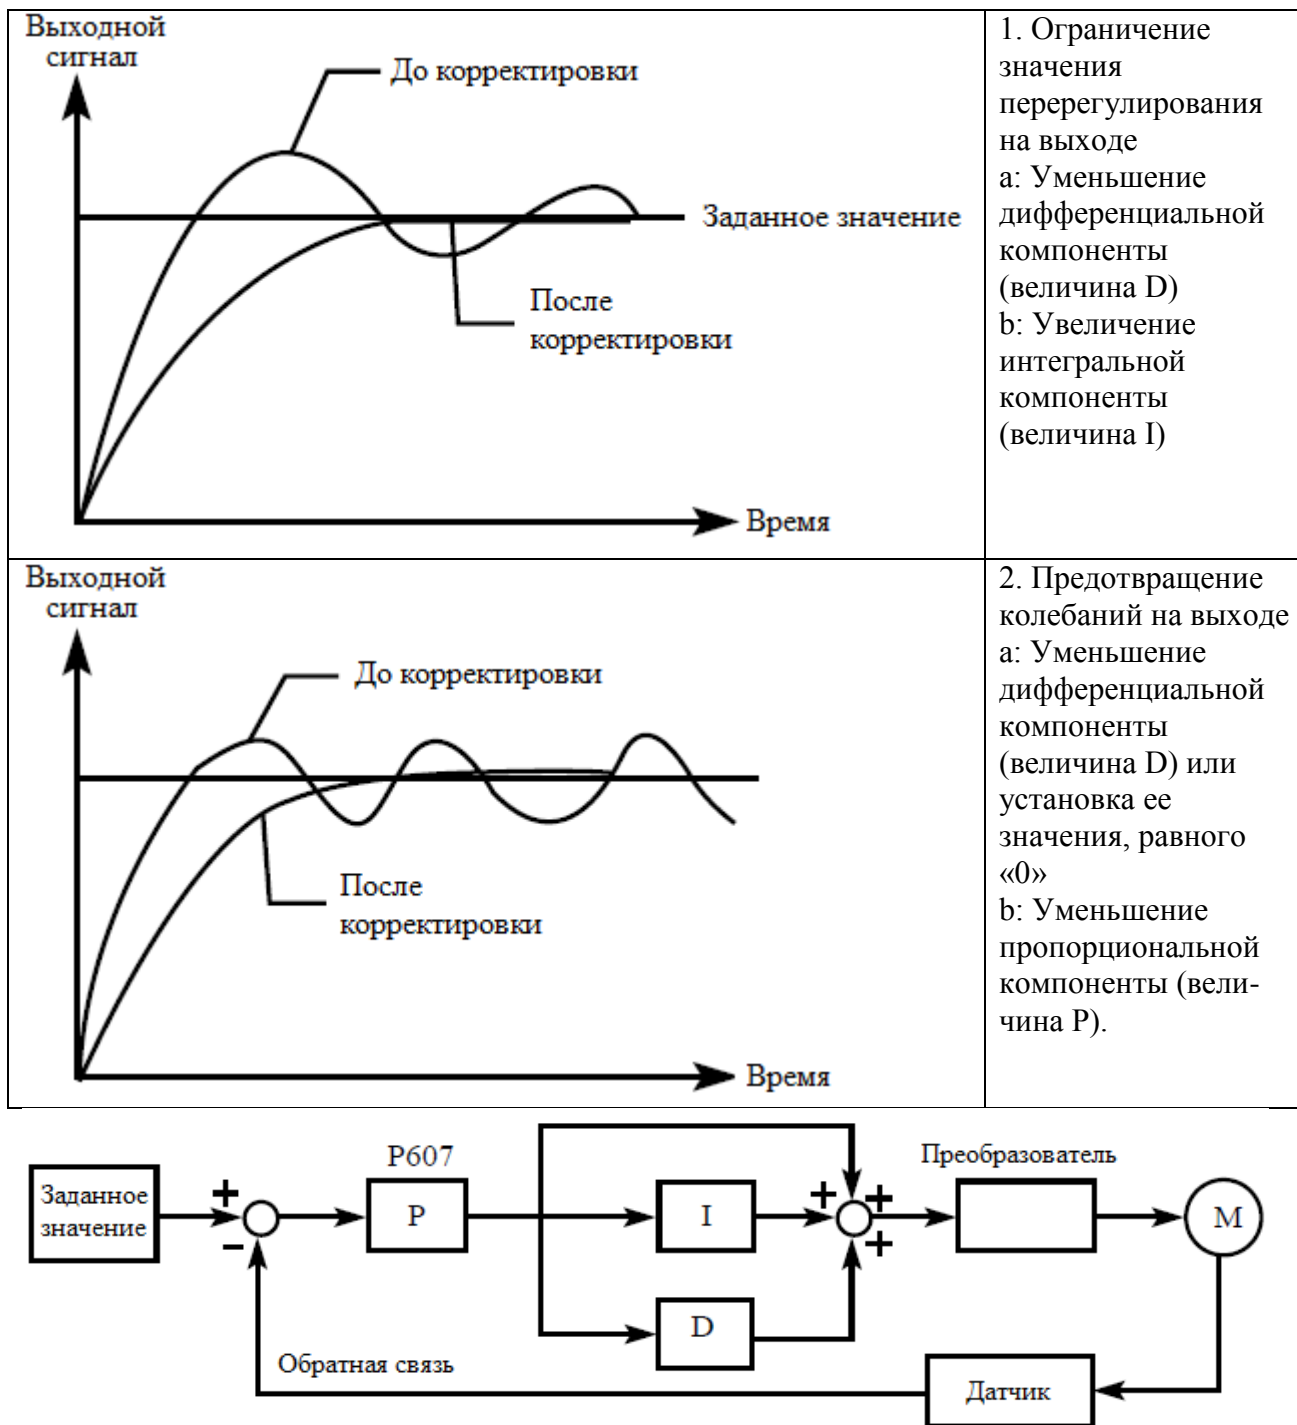 Выходной
сигнал
До корректировки
Заданное значение
После
корректировки
Время
1. Ограничение
значения
перерегулирования
на выходе
a: Уменьшение
дифференциальной
компоненты
(величина D)
b: Увеличение
интегральной
компоненты
(величина I)
Выходной
сигнал
До корректировки
После
корректировки
Время
2. Предотвращение
колебаний на выходе
a: Уменьшение
дифференциальной
компоненты
(величина D) или
установка ее
значения, равного
«0»
b: Уменьшение
пропорциональной
компоненты (вели-
чина P).
P607
Преобразователь
Заданное
значение
+
-
P
I
+
+
+
M
D
Обратная связь
Датчик